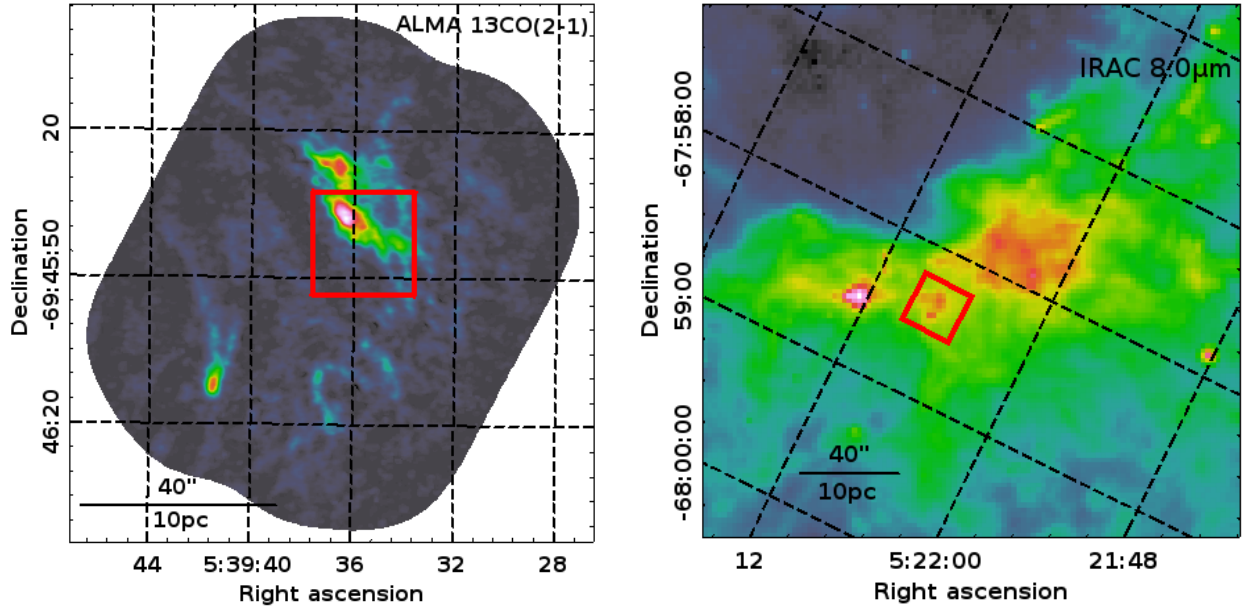 ALMA 13CO(2-1)
Declination
20
-69:45:50
46:20
40"
10pc
44
5:39:40
36
32
28
Right ascension
IRAC 8.0μm
Declination
-67:58:00
59:00
-68:00:00
40"
10pc
12
5:22:00
21:48
Right ascension